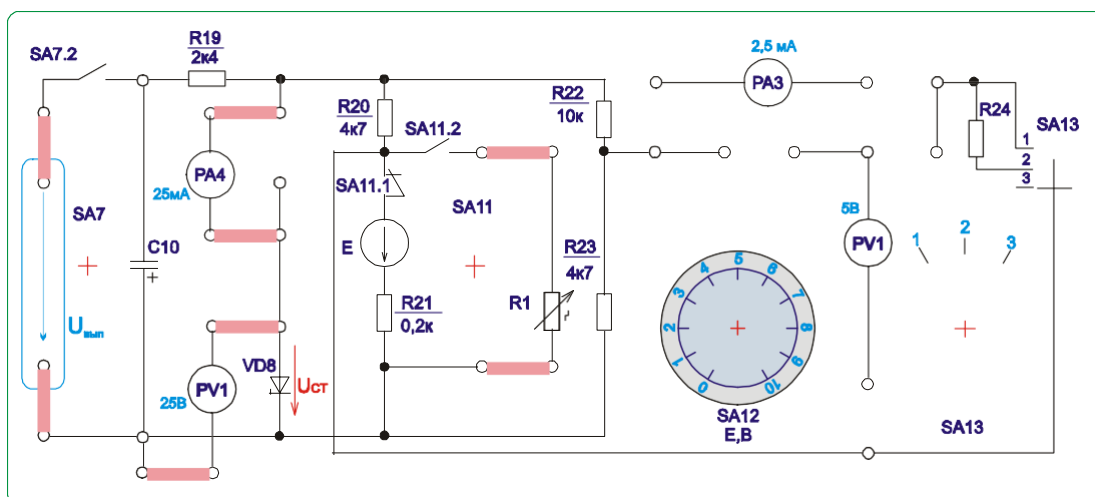 SA7.2
R19
2к4
2,5 мА
PA3
R20
4к7
R22
10к
SA11.2
R24
SA13
1
2
3
PA4
25мА
SA11.1
SA7
SA11
5В
PV1
1
2
3
C10
+
E
R23
4к7
R21
0,2к
R1
Uвып
VD8
UСТ
PV1
25В
0
1
2
3
4
5
6
7
8
9
10
SA12
E,В
SA13